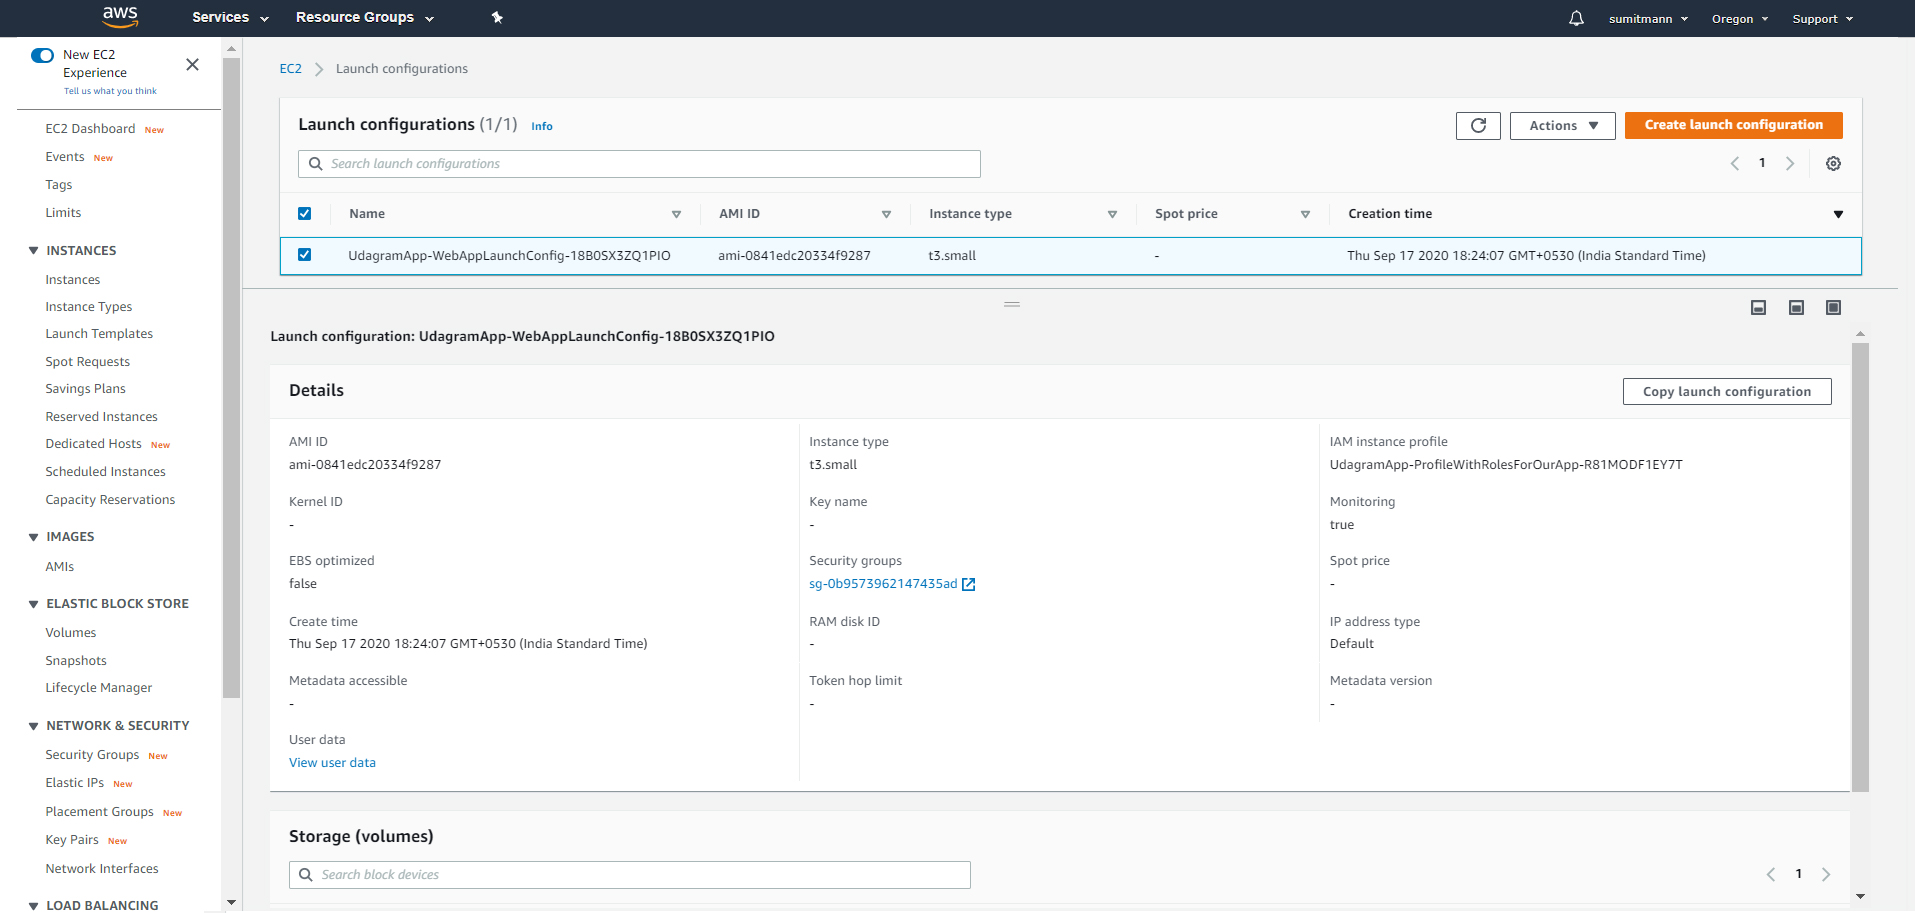 aws Services Resource Groups sumitmann Oregon Support
New EC2
Experience
Tell us what you think
EC2 Dashboard New
Events New
Tags
Limits
INSTANCES
Instances
Instance Types
Launch Templates
Spot Requests
Savings Plans
Reserved Instances
Dedicated Hosts New
Scheduled Instances
Capacity Reservations
IMAGES
AMIs
ELASTIC BLOCK STORE
Volumes
Snapshots
Lifecycle Manager
NETWORK & SECURITY
Security Groups New
Elastic IPs New
Placement Groups New
Key Pairs New
Network Interfaces
LOAD BALANCING
EC2 > Launch configurations
Launch configurations (1/1) Info
Actions Create launch configuration
Search launch configurations
1
Name AMI ID Instance type Spot price Creation time
UdagramApp-WebAppLaunchConfig-18B0SX3ZQ1PIO ami-0841edc20334f9287 t3.small - Thu Sep 17 2020 18:24:07 GMT+0530 (India Standard Time)
Launch configuration: UdagramApp-WebAppLaunchConfig-18B0SX3ZQ1PIO
Details Copy launch configuration
AMI ID Instance type IAM instance profile
ami-0841edc20334f9287 t3.small UdagramApp-ProfileWithRolesForOurApp-R81MODF1EY7T
Kernel ID Key name Monitoring
- - true
EBS optimized Security groups Spot price
false sg-0b9573962147435ad -
Create time RAM disk ID IP address type
Thu Sep 17 2020 18:24:07 GMT+0530 (India Standard Time) - Default
Metadata accessible Token hop limit Metadata version
- - -
User data
View user data
Storage (volumes)
Search block devices 1